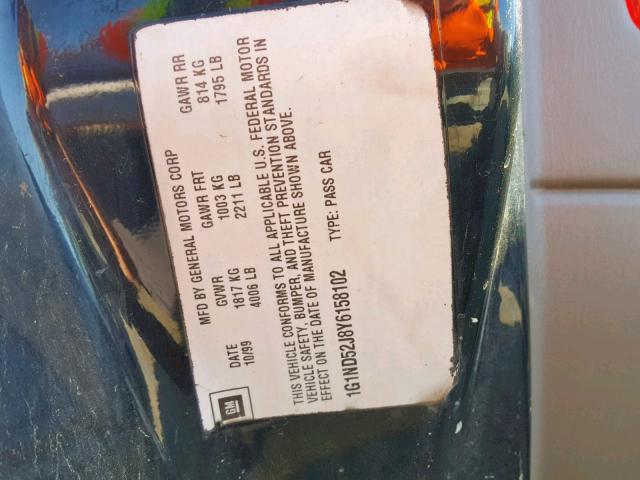 GM
MFD BY GENERAL MOTORS CORP
DATE GVWR GAWR FRT GAWR RR
10/99 1817 KG 1003 KG 814 KG
4006 LB 2211 LB 1795 LB
THIS VEHICLE CONFORMS TO ALL APPLICABLE U.S. FEDERAL MOTOR
VEHICLE SAFETY, BUMPER, AND THEFT PREVENTION STANDARDS IN
EFFECT ON THE DATE OF MANUFACTURE SHOWN ABOVE.
1G1ND52J8Y6158102 TYPE: PASS CAR